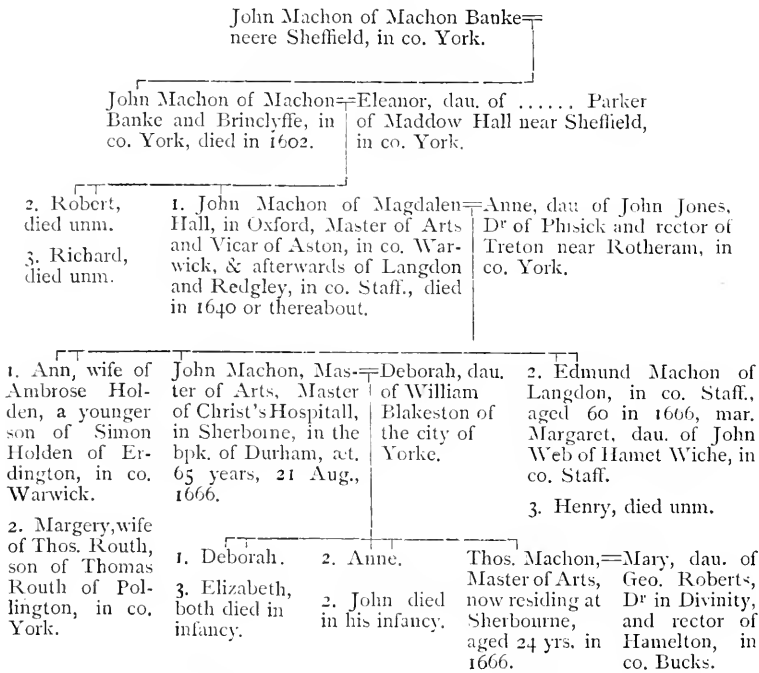 John Machon of Machon Banke
neere Sheffield, in co. York.
John Machon of Machon
Banke and Brinclyffe, in
co. York, died in 1602.
Eleanor, dau. of ...... Parker
of Maddow Hall near Sheffield,
in co. York.
2. Robert,
died unm.
3. Richard,
died unm.
1. John Machon of Magdalen
Hall, in Oxford, Master of Arts
and Vicar of Aston, in co. War-
wick, & afterwards of Langdon
and Redgley, in co. Staff., died
in 1640 or thereabout.
Anne, dau of John Jones,
Dr of Phisick and rector of
Treton near Rotheram, in
co. York.
1. Ann, wife of
Ambrose Hol-
den, a younger
son of Simon
Holden of Er-
dington, in co.
Warwick.
2. Margery, wife
of Thos. Routh,
son of Thomas
Routh of Pol-
lington, in co.
York.
John Machon, Mas-
ter of Arts, Master
of Christ's Hospitall,
in Sherborne, in the
bpk. of Durham, æt.
65 years, 21 Aug.,
1666.
Deborah, dau.
of William
Blakeston of
the city of
Yorke.
2. Edmund Machon of
Langdon, in co. Staff.,
aged 60 in 1666, mar.
Margaret, dau. of John
Web of Hamet Wiche, in
co. Staff.
3. Henry, died unm.
1. Deborah.
3. Elizabeth,
both died in
infancy.
2. Anne.
2. John died
in his infancy.
Thos. Machon,
Master of Arts,
now residing at
Sherbourne,
aged 24 yrs. in
1666.
Mary, dau. of
Geo. Roberts,
Dr in Divinity,
and rector of
Hamelton, in
co. Bucks.